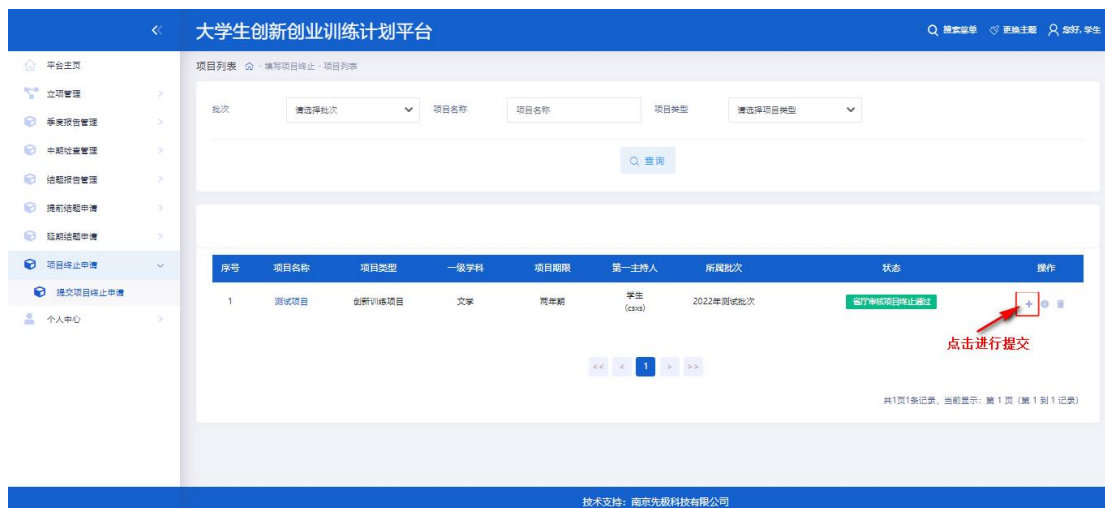 大学生创新创业训练计划平台
搜索菜单 更换主题 您好, 学生
平台主页
立项管理
季度报告管理
中期检查管理
结题报告管理
提前结题申请
延期结题申请
项目终止申请
提交项目终止申请
个人中心
项目列表 - 填写项目终止 - 项目列表
批次 请选择批次 项目名称 项目名称 项目类型 请选择项目类型
查询
序号 项目名称 项目类型 一级学科 项目期限 第一主持人 所属批次 状态 操作
1 测试项目 创新训练项目 文学 两年期 学生 2022年测试批次 省厅审核项目终止通过
(csxs)
点击进行提交
<< < 1 > >>
共1页1条记录, 当前显示: 第 1 页 (第 1 到 1 记录)
技术支持: 南京先极科技有限公司